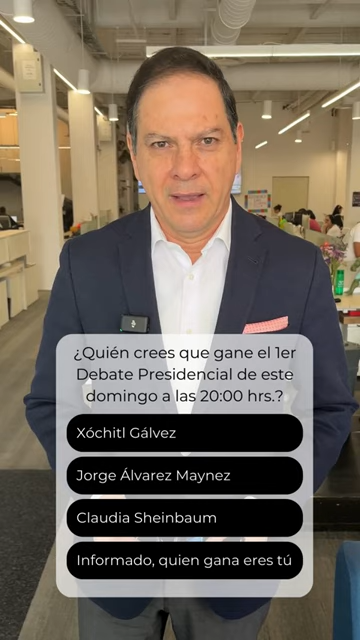 ¿Quién crees que gane el 1er
Debate Presidencial de este
domingo a las 20:00 hrs.?
Xóchitl Gálvez
Jorge Álvarez Maynez
Claudia Sheinbaum
Informado, quien gana eres tú